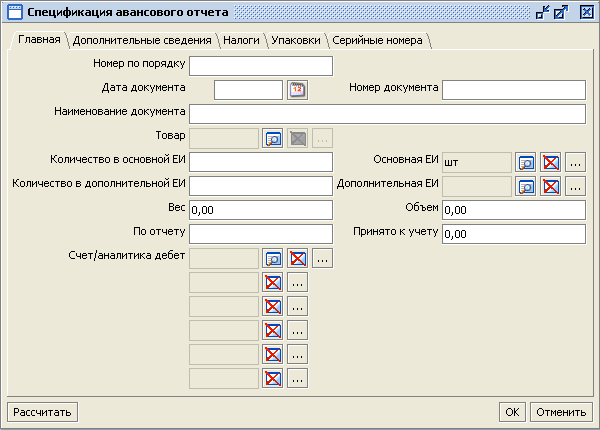 Спецификация авансового отчета
Главная Дополнительные сведения Налоги Упаковки Серийные номера
Номер по порядку
Дата документа 12 Номер документа
Наименование документа
Товар ...
Количество в основной ЕИ Основная ЕИ шт ...
Количество в дополнительной ЕИ Дополнительная ЕИ ...
Вес 0,00 Объем 0,00
По отчету Принято к учету 0,00
Счет/аналитика дебет ...
...
...
...
...
...
Рассчитать OK Отменить